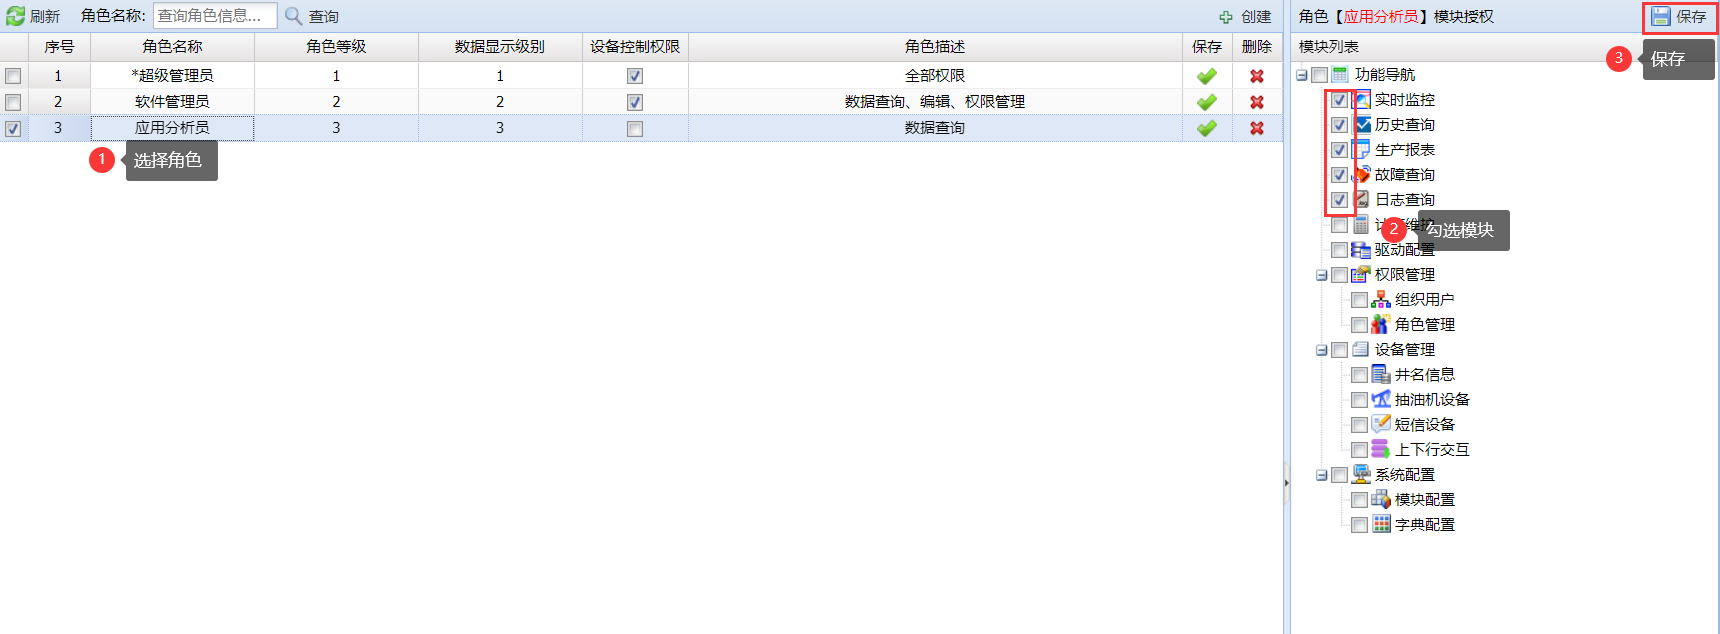 刷新 角色名称: 查询角色信息... 查询 创建
序号 角色名称 角色等级 数据显示级别 设备控制权限 角色描述 保存 删除
1 *超级管理员 1 1 全部权限
2 软件管理员 2 2 数据查询、编辑、权限管理
3 应用分析员 3 3 数据查询
1 选择角色
角色【应用分析员】模块授权 保存
模块列表
3 保存
功能导航
实时监控
历史查询
生产报表
故障查询
日志查询
2 勾选模块
驱动配置
权限管理
组织用户
角色管理
设备管理
井名信息
抽油机设备
短信设备
上下行交互
系统配置
模块配置
字典配置